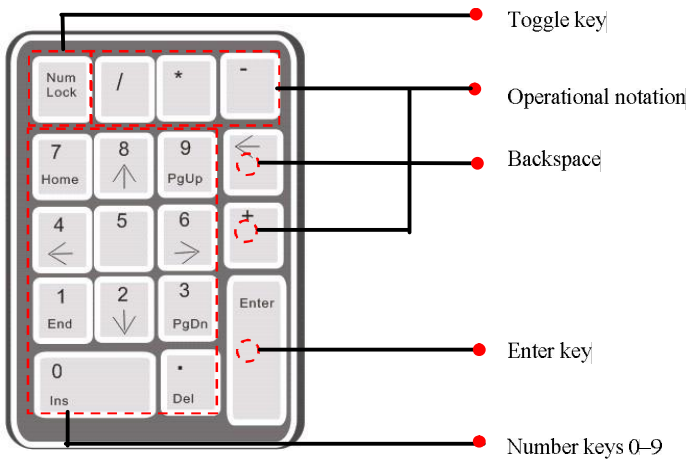 Toggle key
Num
Lock
/
*
-
Operational notation
7
Home
8
9
PgUp
Backspace
4
5
6
+
1
End
2
3
PgDn
Enter
Enter key
0
Ins
.
Del
Number keys 0–9